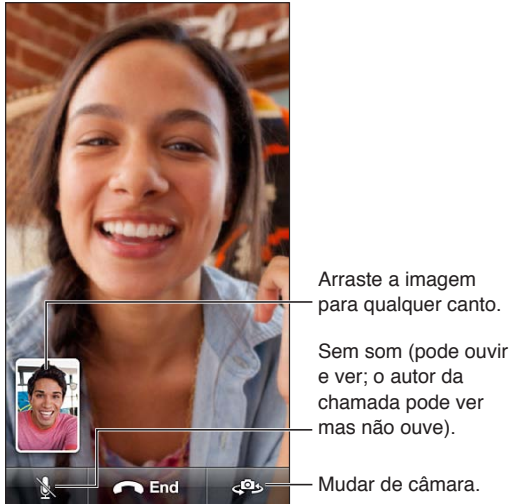 Arraste a imagem
para qualquer canto.
Sem som (pode ouvir
e ver; o autor da
chamada pode ver
mas não ouve).
End
Mudar de câmara.